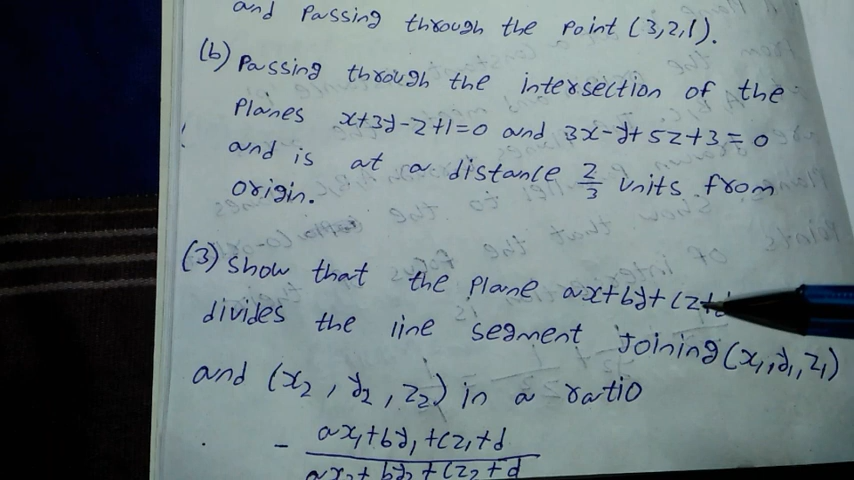 and Passing through the Point (3,2,1).
(b) Passing through the intersection of the
Planes x+3y-z+1=0 and 3x-y+5z+3=0
and is at a distance 2/3 units from
origin.
(3) Show that the plane ax+by+cz+d
divides the line segment joining (x₁,y₁,z₁)
and (x₂, y₂, z₂) in a ratio
- ax₁+by₁+cz₁+d
ax₂+by₂+cz₂+d